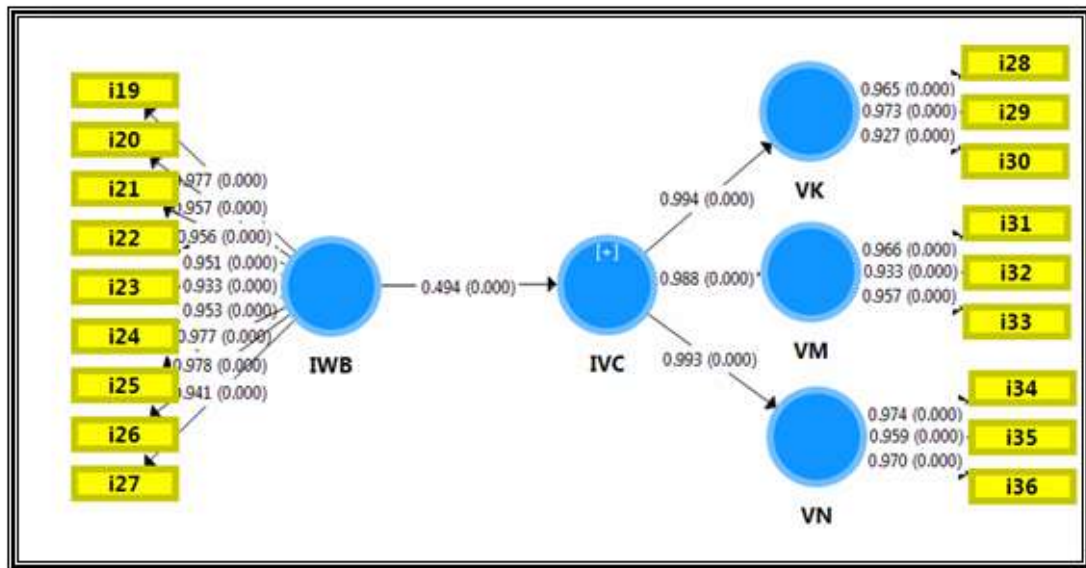 i19
i20
i21
i22
i23
i24
i25
i26
i27
0.977 (0.000)
0.957 (0.000)
0.956 (0.000)
0.951 (0.000)
0.933 (0.000)
0.953 (0.000)
0.977 (0.000)
0.978 (0.000)
0.941 (0.000)
IWB
0.494 (0.000)
[+]
IVC
0.994 (0.000)
0.988 (0.000)
0.993 (0.000)
VK
0.965 (0.000)
0.973 (0.000)
0.927 (0.000)
i28
i29
i30
VM
0.966 (0.000)
0.933 (0.000)
0.957 (0.000)
i31
i32
i33
VN
0.974 (0.000)
0.959 (0.000)
0.970 (0.000)
i34
i35
i36